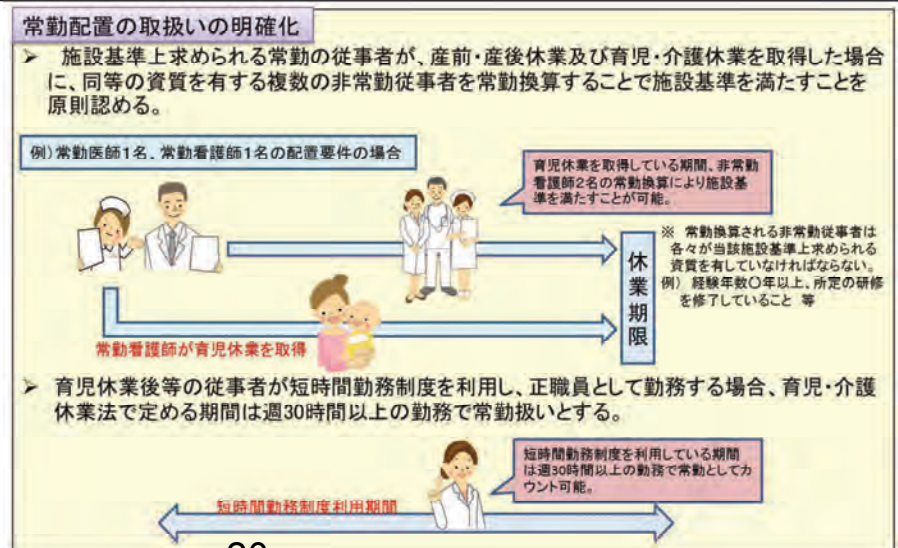 常勤配置の取扱いの明確化
➢ 施設基準上求められる常勤の従事者が、産前・産後休業及び育児・介護休業を取得した場合
に、同等の資質を有する複数の非常勤従事者を常勤換算することで施設基準を満たすことを
原則認める。
例)常勤医師1名、常勤看護師1名の配置要件の場合
育児休業を取得している期間、非常勤
看護師2名の常勤換算により施設基
準を満たすことが可能。
※ 常勤換算される非常勤従事者は
各々が当該施設基準上求められる
資質を有していなければならない。
例) 経験年数〇年以上、所定の研修
を修了していること 等
休業期限
常勤看護師が育児休業を取得
➢ 育児休業後等の従事者が短時間勤務制度を利用し、正職員として勤務する場合、育児・介護
休業法で定める期間は週30時間以上の勤務で常勤扱いとする。
短時間勤務制度を利用している期間
は週30時間以上の勤務で常勤としてカ
ウント可能。
短時間勤務制度利用期間